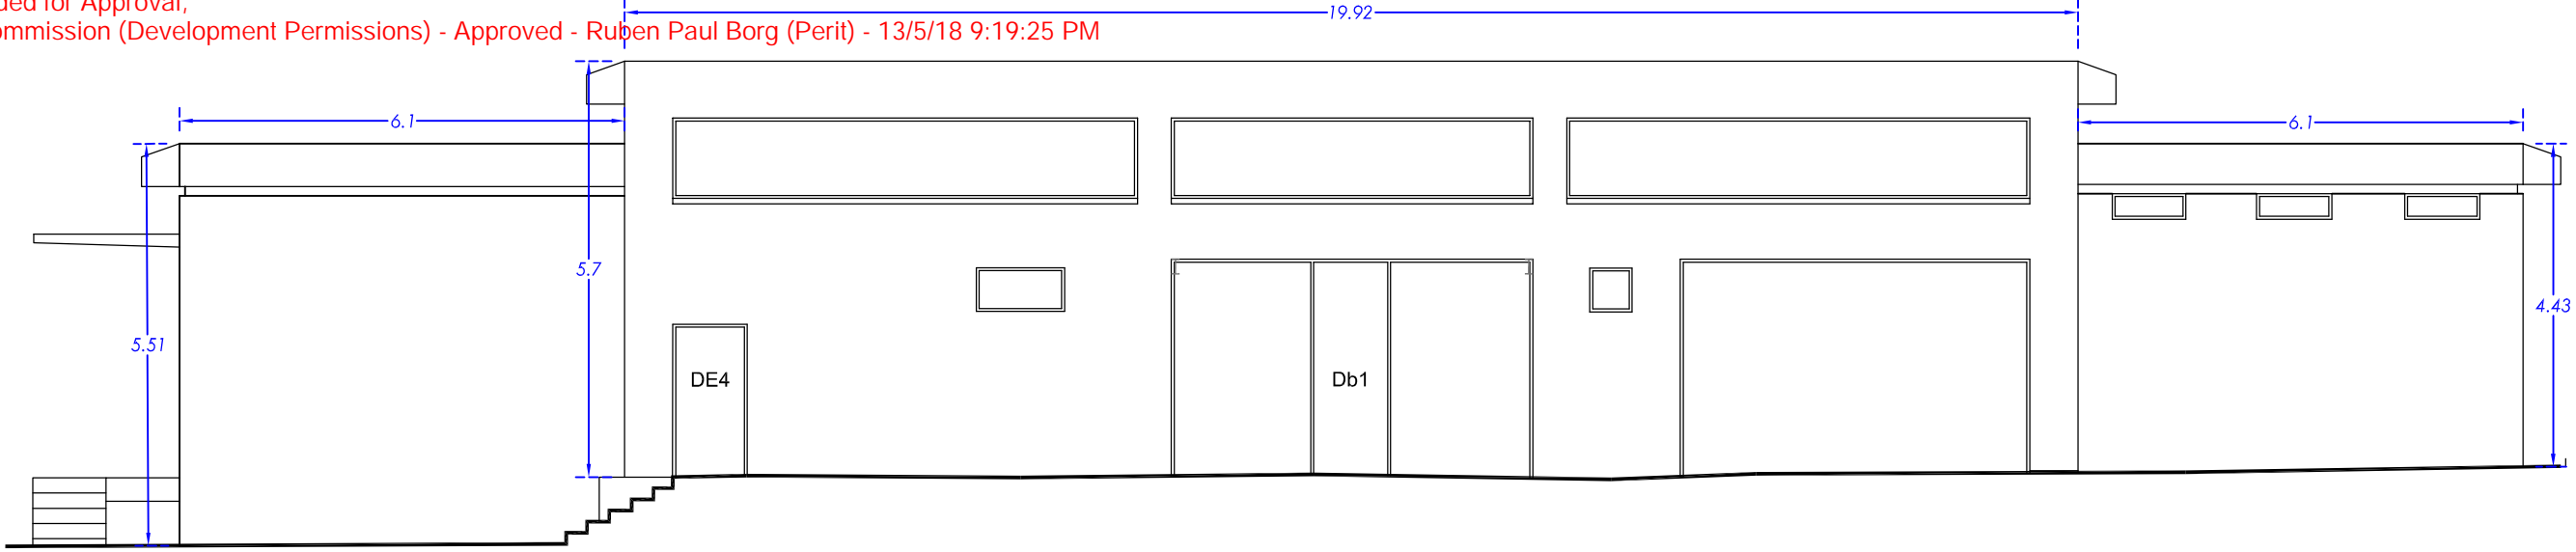 ded for Approval,
19.92
mmission (Development Permissions) - Approved - Ruben Paul Borg (Perit) - 13/5/18 9:19:25 PM
6.1
6.1
5.7
4.43
5.51
DE4
Db1